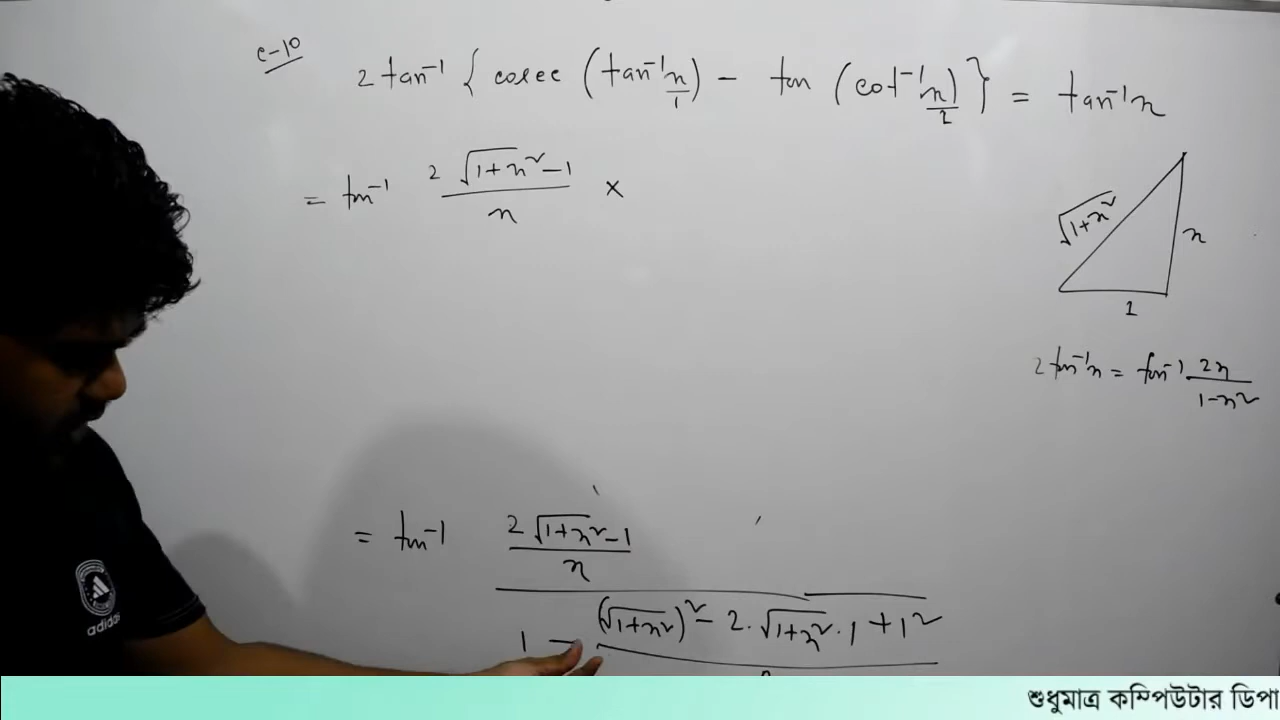 e-10
2 tan⁻¹ { cosec (tan⁻¹ x/1) - tan (cot⁻¹ x/1) } = tan⁻¹x
= tan⁻¹ (2 √(1+x²) -1)/x ×
√(1+x²)
x
1
2 tan⁻¹x = tan⁻¹ 2x/(1-x²)
= tan⁻¹ (2 √(1+x²) -1)/x
1 - (√(1+x²))² - 2·√(1+x²)·1 + 1²
adidas
শুধুমাত্র কম্পিউটার ডিপা